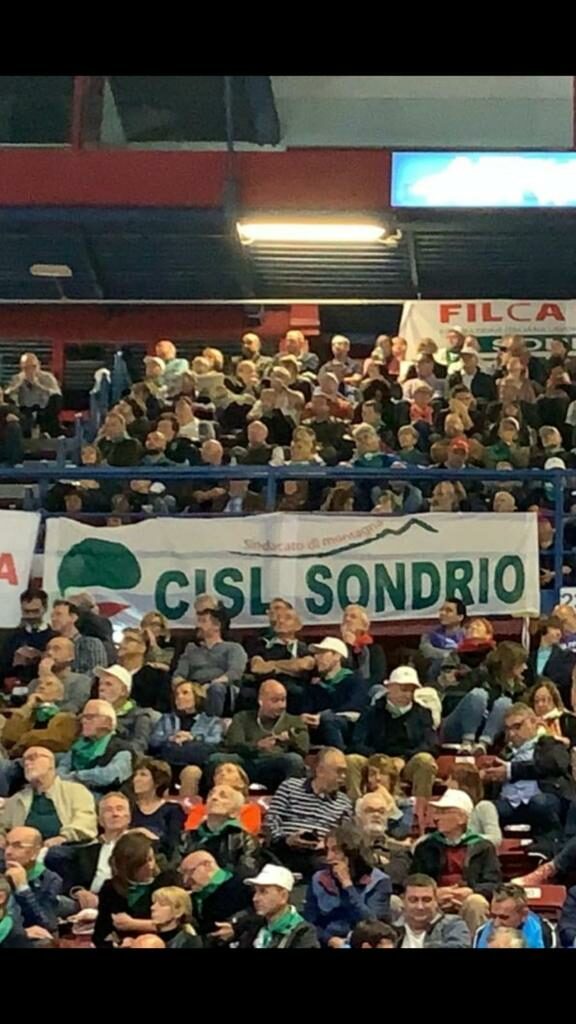 FILCA
Sindacato di montagna
A CISL SONDRIO